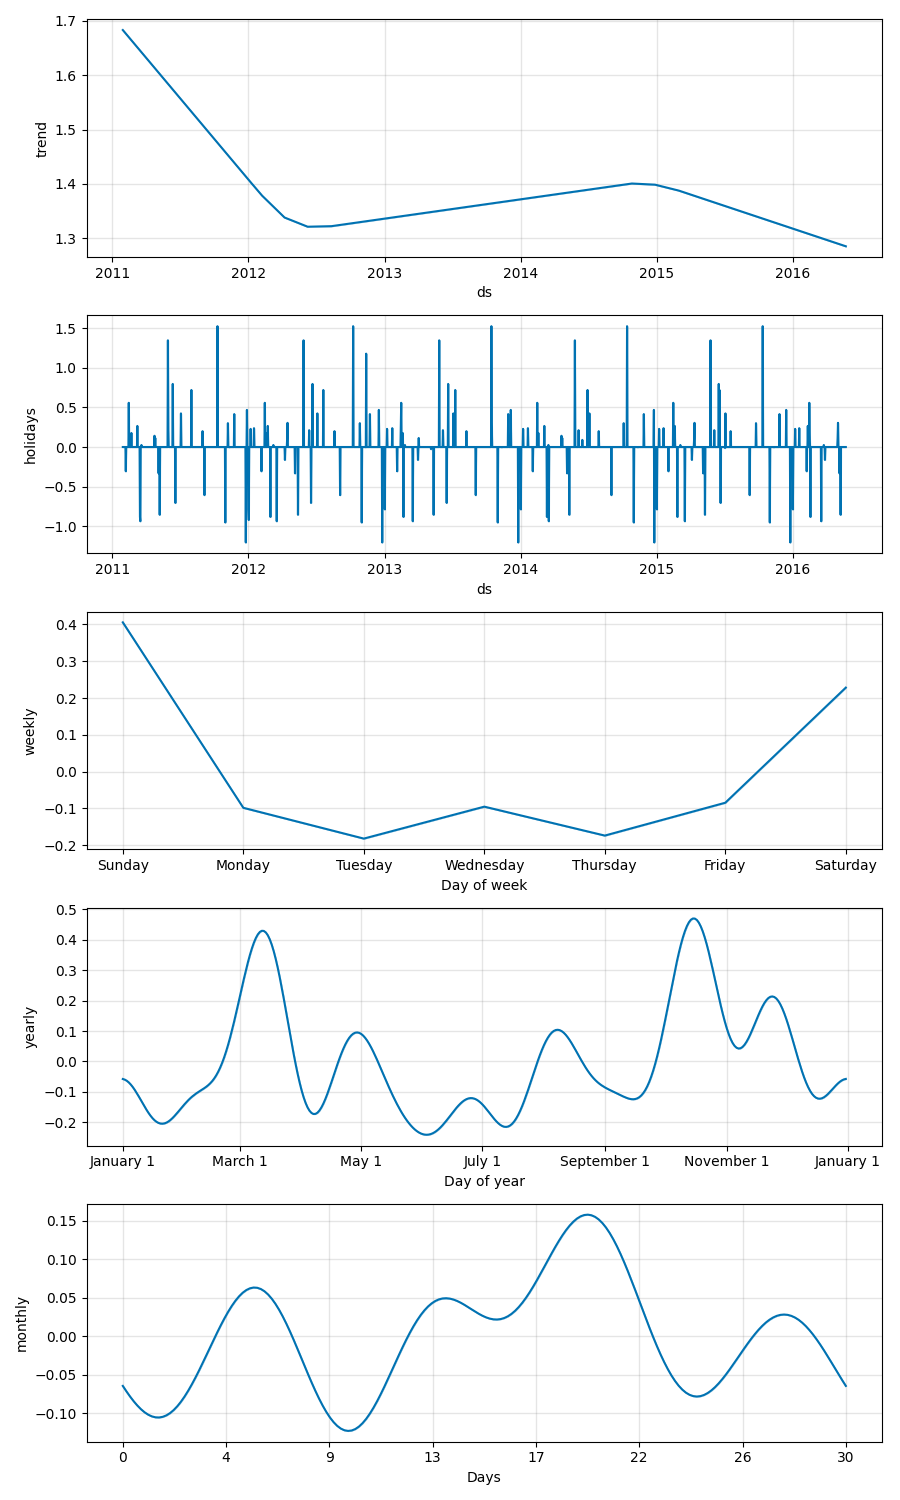 1.7
1.6
1.5
1.4
1.3
trend
2011 2012 2013 2014 2015 2016
ds
1.5
1.0
0.5
0.0
−0.5
−1.0
holidays
2011 2012 2013 2014 2015 2016
ds
0.4
0.3
0.2
0.1
0.0
−0.1
−0.2
weekly
Sunday Monday Tuesday Wednesday Thursday Friday Saturday
Day of week
0.5
0.4
0.3
0.2
0.1
0.0
−0.1
−0.2
yearly
January 1 March 1 May 1 July 1 September 1 November 1 January 1
Day of year
0.15
0.10
0.05
0.00
−0.05
−0.10
monthly
0 4 9 13 17 22 26 30
Days